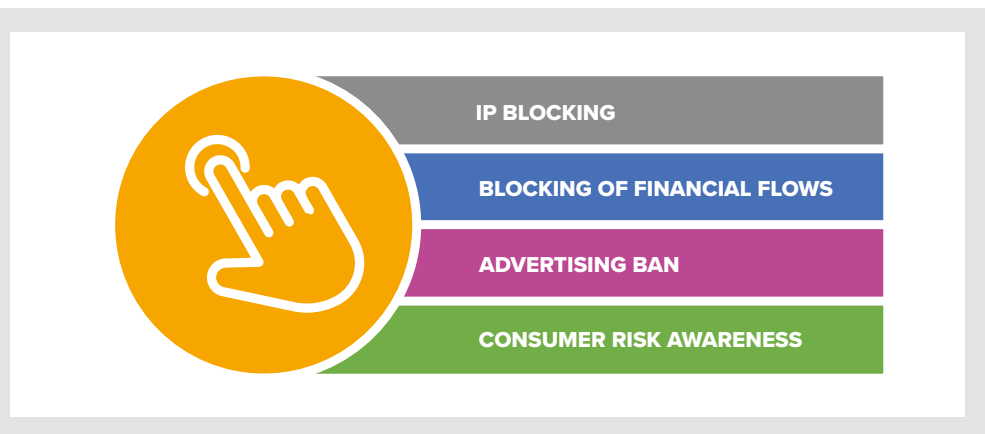 IP BLOCKING
BLOCKING OF FINANCIAL FLOWS
ADVERTISING BAN
CONSUMER RISK AWARENESS